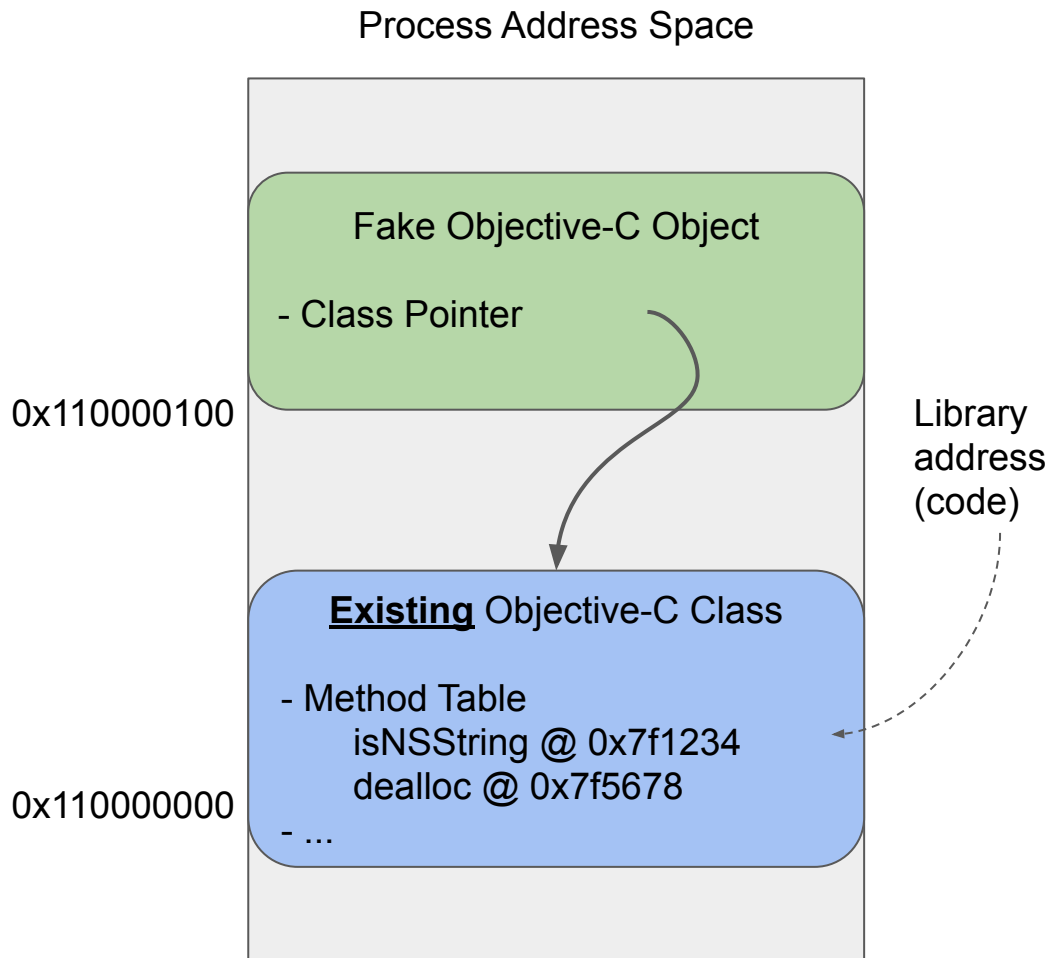 Process Address Space
Fake Objective-C Object
- Class Pointer
0x110000100
Library
address
(code)
Existing Objective-C Class
- Method Table
isNSString @ 0x7f1234
dealloc @ 0x7f5678
0x110000000
- ...